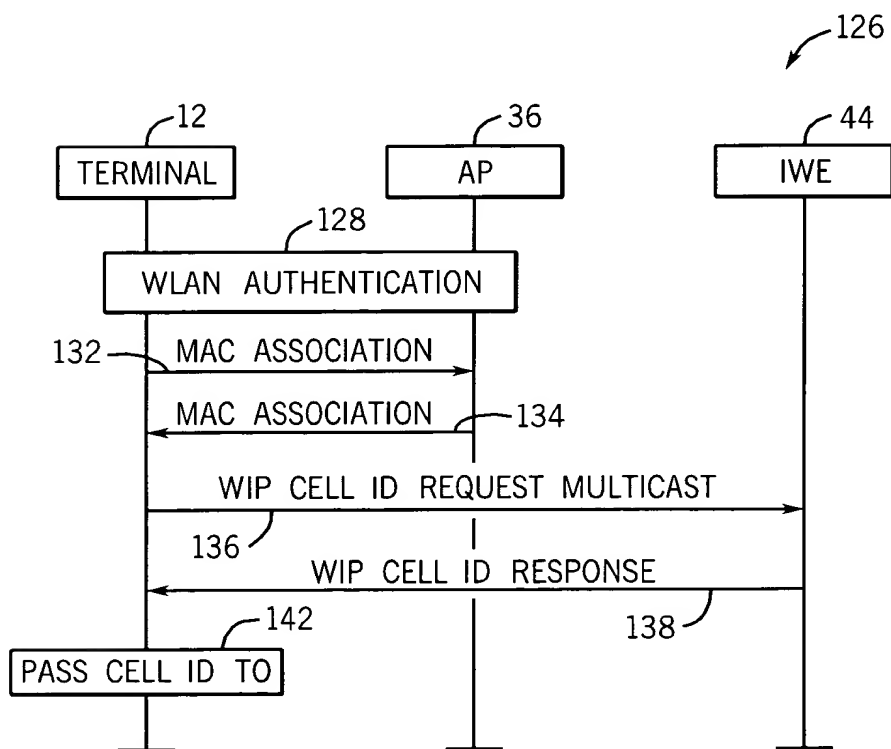 126
12
36
44
TERMINAL
AP
IWE
128
WLAN AUTHENTICATION
MAC ASSOCIATION
132
MAC ASSOCIATION
134
WIP CELL ID REQUEST MULTICAST
136
WIP CELL ID RESPONSE
138
142
PASS CELL ID TO